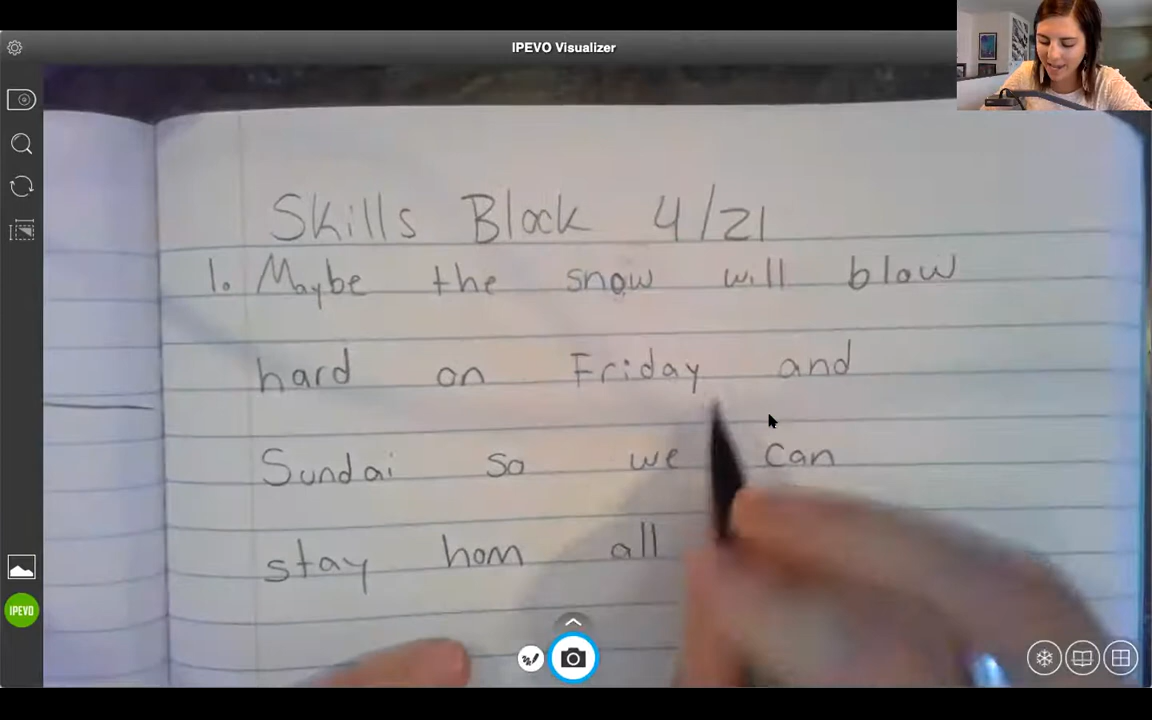 IPEVO Visualizer
Skills Block 4/21
1. Maybe the snow will blow
hard on Friday and
Sundai so we can
stay hom all
IPEVO